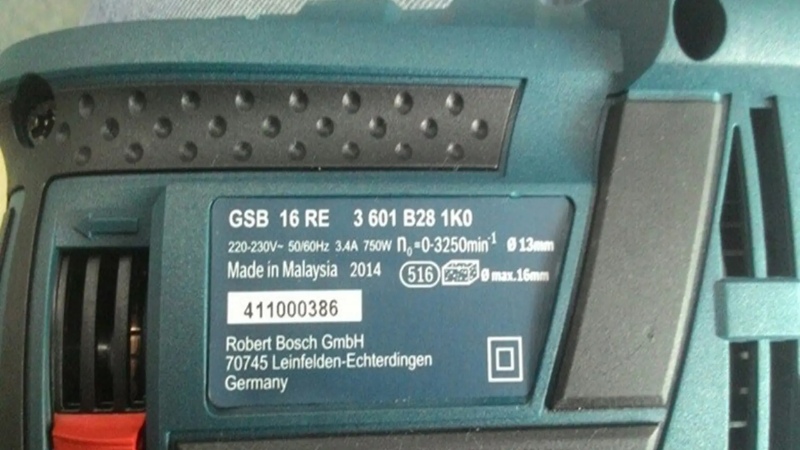 GSB 16 RE 3 601 B28 1K0
220-230V~ 50/60Hz 3.4A 750W n₀=0-3250min⁻¹ Ø 13mm
Made in Malaysia 2014 516 Ø max.16mm
411000386
Robert Bosch GmbH
70745 Leinfelden-Echterdingen
Germany